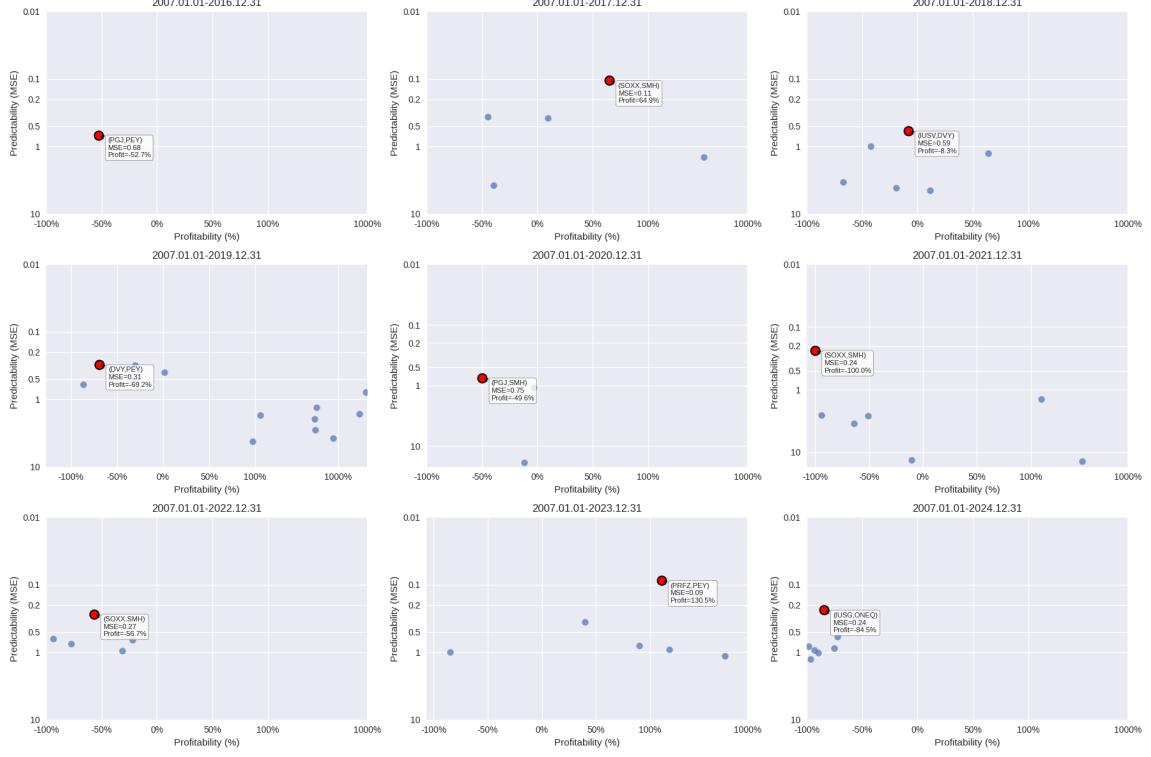 2007.01.01-2016.12.31
0.01
0.1
0.2
0.5
1
10
Predictability (MSE)
(PGJ,PEY)
MSE=0.68
Profit=-52.7%
-100%
-50%
0%
50%
100%
1000%
Profitability (%)
2007.01.01-2017.12.31
0.01
0.1
0.2
0.5
1
10
Predictability (MSE)
(SOXX,SMH)
MSE=0.11
Profit=64.9%
-100%
-50%
0%
50%
100%
1000%
Profitability (%)
2007.01.01-2018.12.31
0.01
0.1
0.2
0.5
1
10
Predictability (MSE)
(IUSV,DVY)
MSE=0.59
Profit=-8.3%
-100%
-50%
0%
50%
100%
1000%
Profitability (%)
2007.01.01-2019.12.31
0.01
0.1
0.2
0.5
1
10
Predictability (MSE)
(DVY,PEY)
MSE=0.31
Profit=-69.2%
-100%
-50%
0%
50%
100%
1000%
Profitability (%)
2007.01.01-2020.12.31
0.01
0.1
0.2
0.5
1
10
Predictability (MSE)
(PGJ,SMH)
MSE=0.75
Profit=-49.6%
-100%
-50%
0%
50%
100%
1000%
Profitability (%)
2007.01.01-2021.12.31
0.01
0.1
0.2
0.5
1
10
Predictability (MSE)
(SOXX,SMH)
MSE=0.24
Profit=-100.0%
-100%
-50%
0%
50%
100%
1000%
Profitability (%)
2007.01.01-2022.12.31
0.01
0.1
0.2
0.5
1
10
Predictability (MSE)
(SOXX,SMH)
MSE=0.27
Profit=-56.7%
-100%
-50%
0%
50%
100%
1000%
Profitability (%)
2007.01.01-2023.12.31
0.01
0.1
0.2
0.5
1
10
Predictability (MSE)
(PRFZ,PEY)
MSE=0.09
Profit=130.5%
-100%
-50%
0%
50%
100%
1000%
Profitability (%)
2007.01.01-2024.12.31
0.01
0.1
0.2
0.5
1
10
Predictability (MSE)
(IUSG,ONEQ)
MSE=0.24
Profit=-84.5%
-100%
-50%
0%
50%
100%
1000%
Profitability (%)